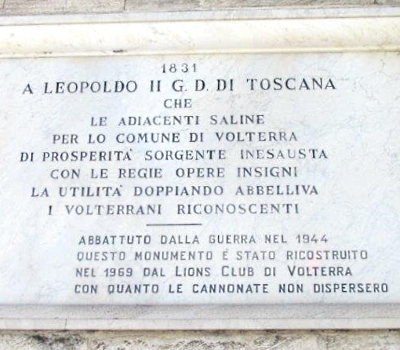 1831
A LEOPOLDO II G. D. DI TOSCANA
CHE
LE ADIACENTI SALINE
PER LO COMUNE DI VOLTERRA
DI PROSPERITA' SORGENTE INESAUSTA
CON LE REGIE OPERE INSIGNI
LA UTILITA' DOPPIANDO ABBELLIVA
I VOLTERRANI RICONOSCENTI
ABBATTUTO DALLA GUERRA NEL 1944
QUESTO MONUMENTO É STATO RICOSTRUITO
NEL 1969 DAL LIONS CLUB DI VOLTERRA
CON QUANTO LE CANNONATE NON DISPERSERO